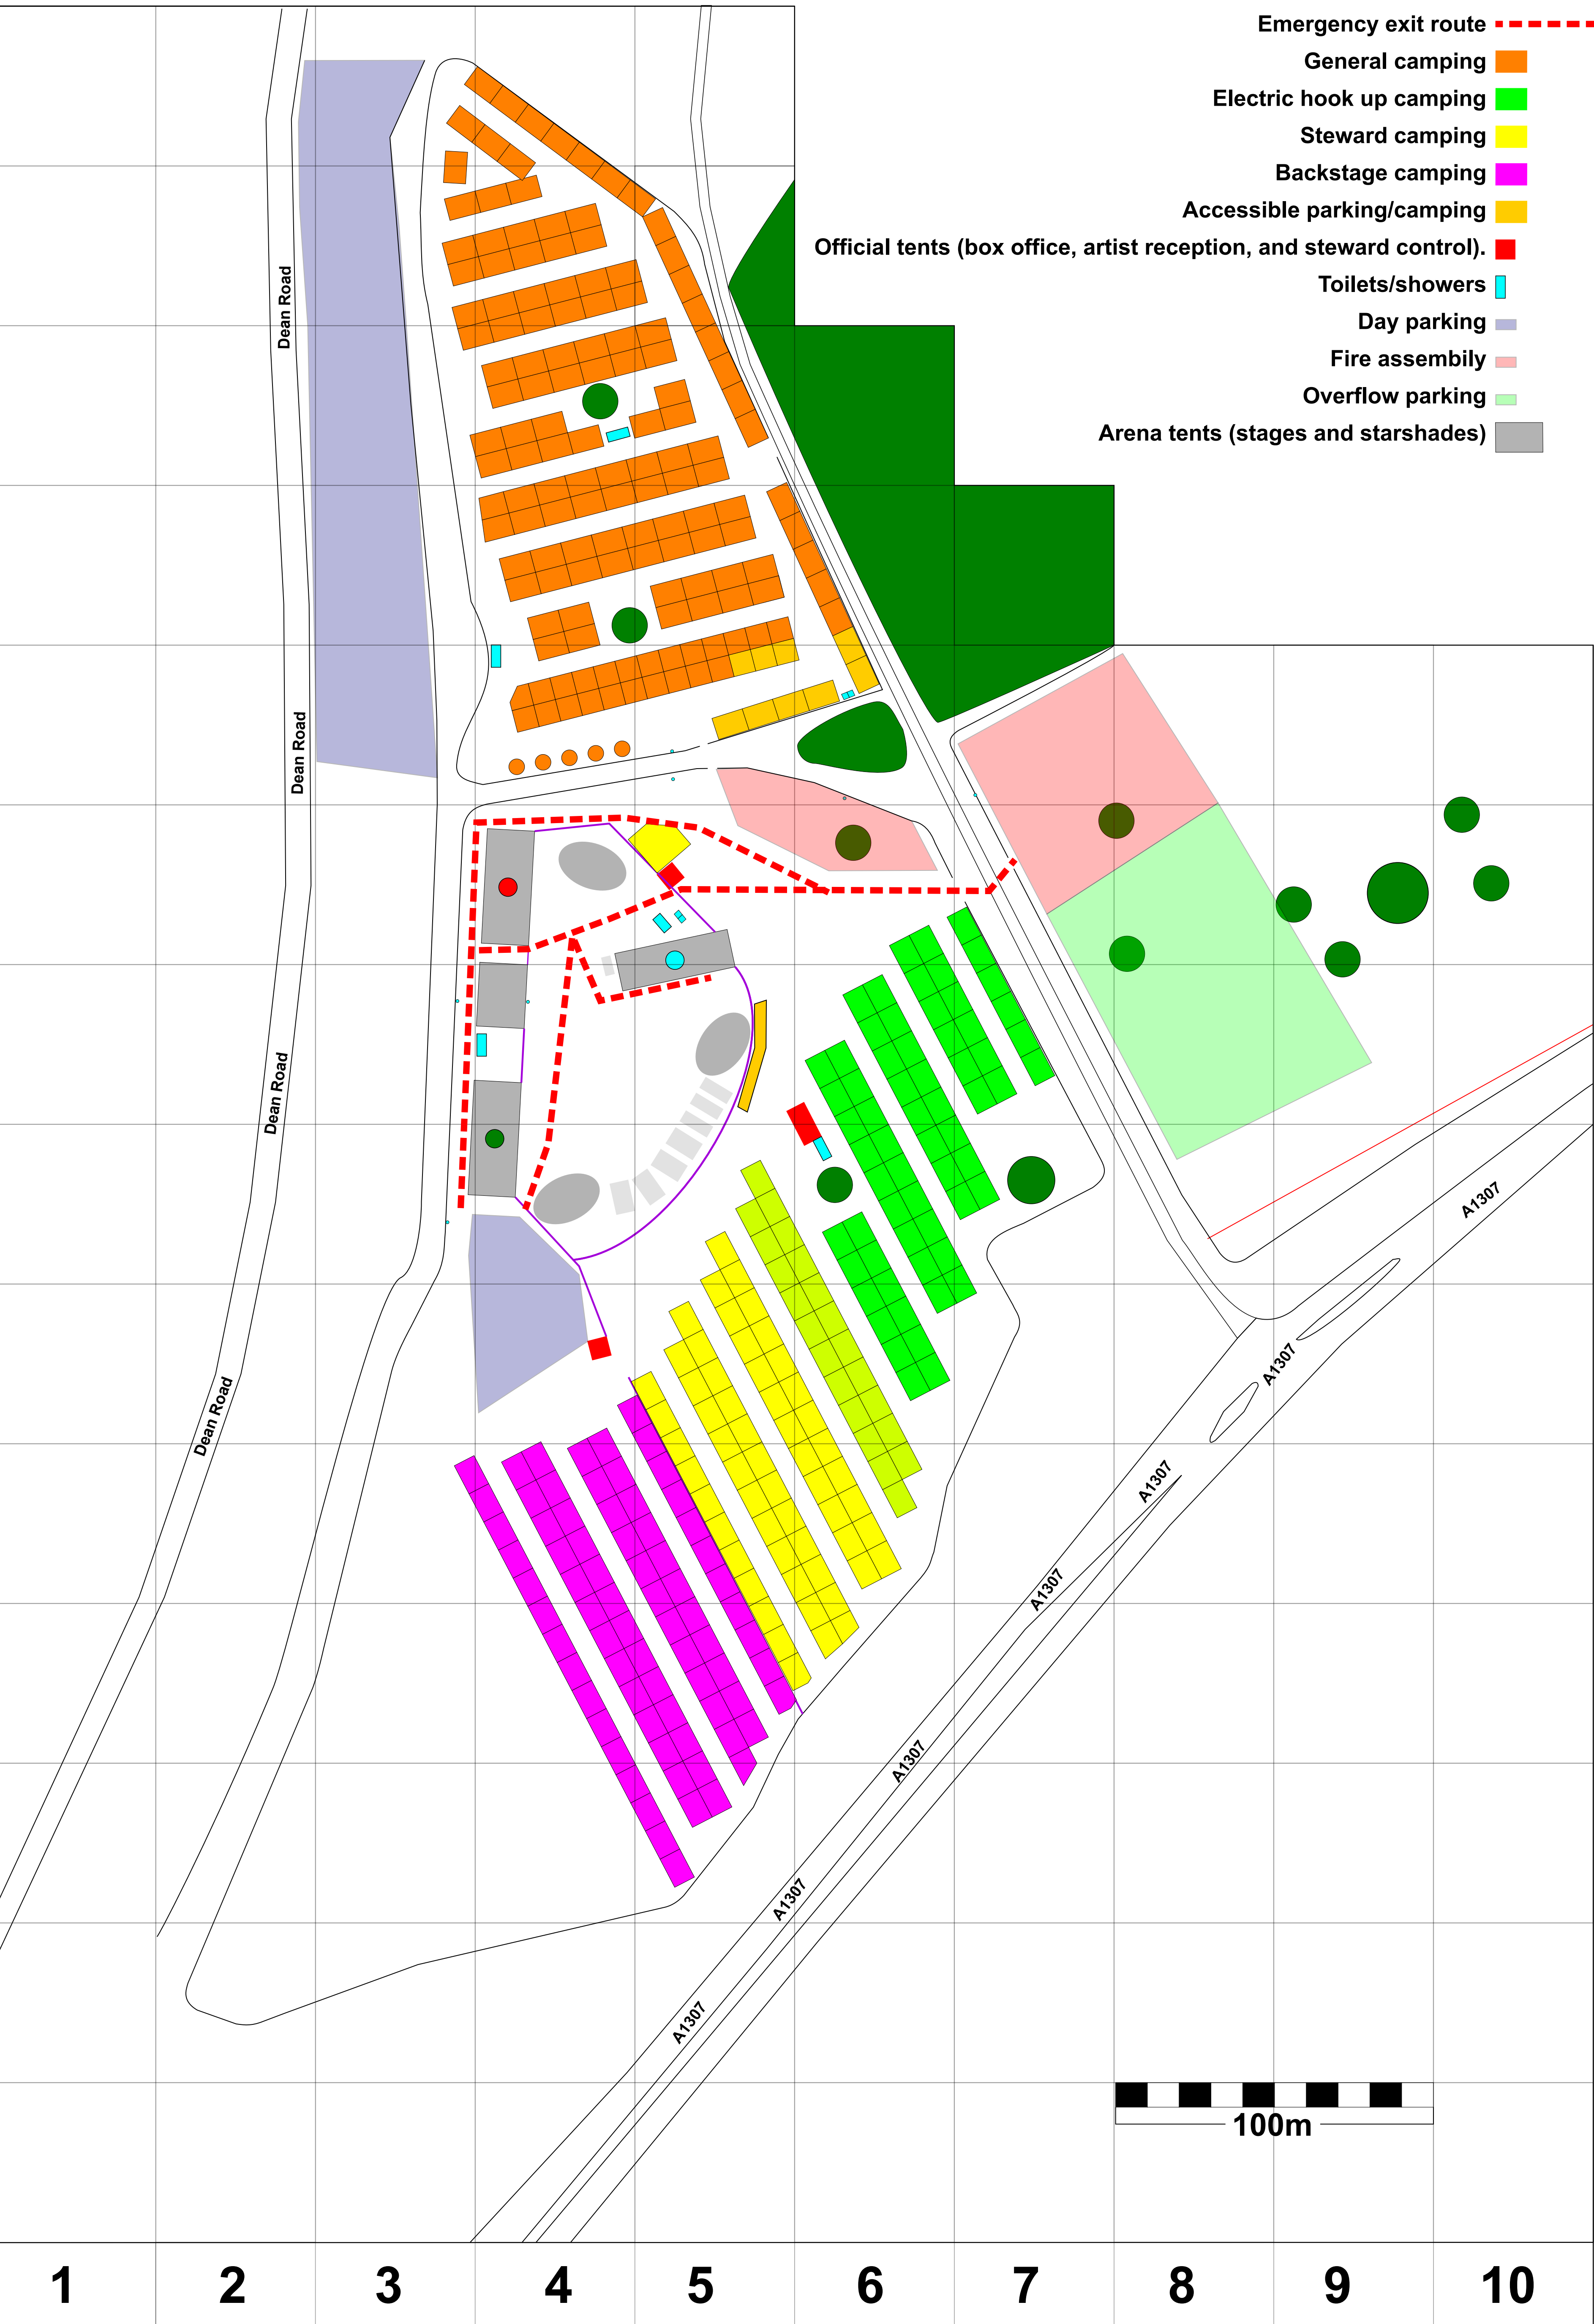 Emergency exit route
General camping
Electric hook up camping
Steward camping
Backstage camping
Accessible parking/camping
Official tents (box office, artist reception, and steward control).
Toilets/showers
Day parking
Fire assembily
Overflow parking
Arena tents (stages and starshades)
Dean Road
Dean Road
Dean Road
Dean Road
A1307
A1307
A1307
A1307
A1307
A1307
A1307
100m
1 2 3 4 5 6 7 8 9 10